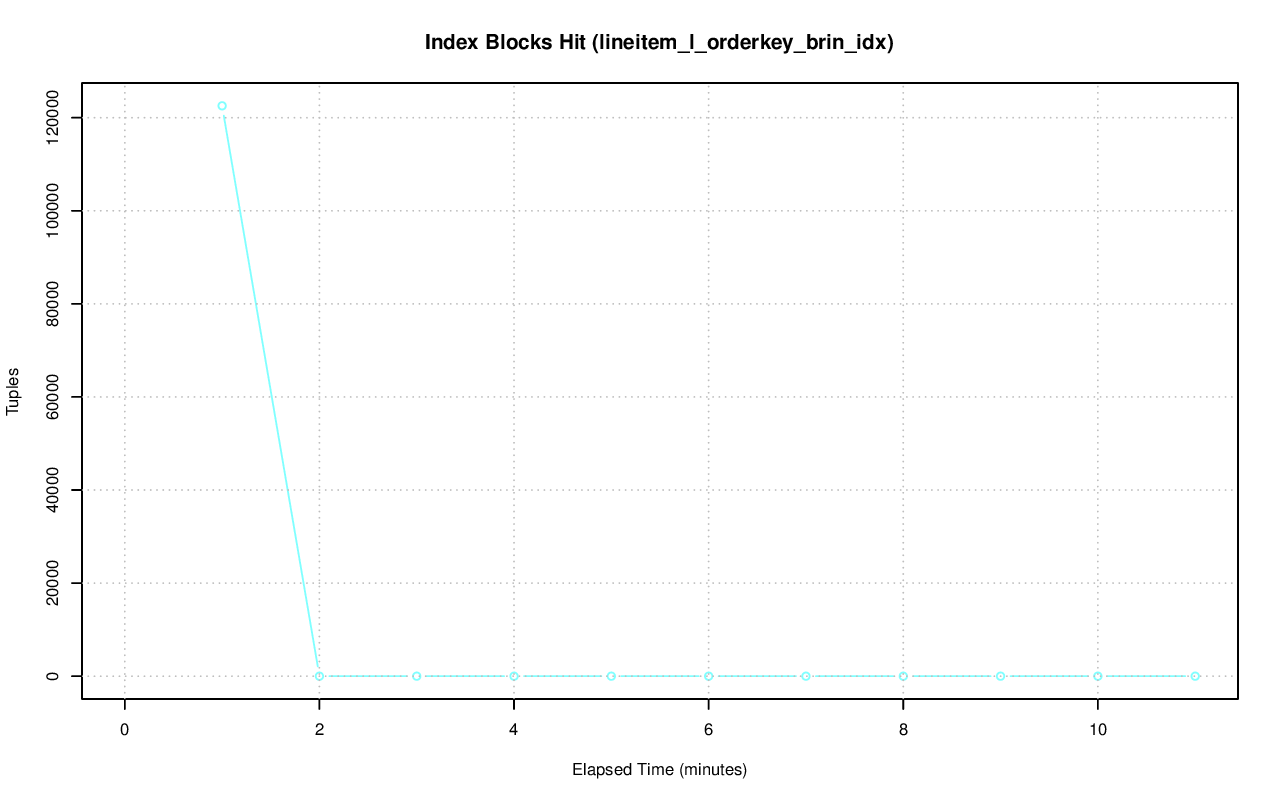 Index Blocks Hit (lineitem_l_orderkey_brin_idx)
120000
100000
80000
60000
40000
20000
0
Tuples
0 2 4 6 8 10
Elapsed Time (minutes)